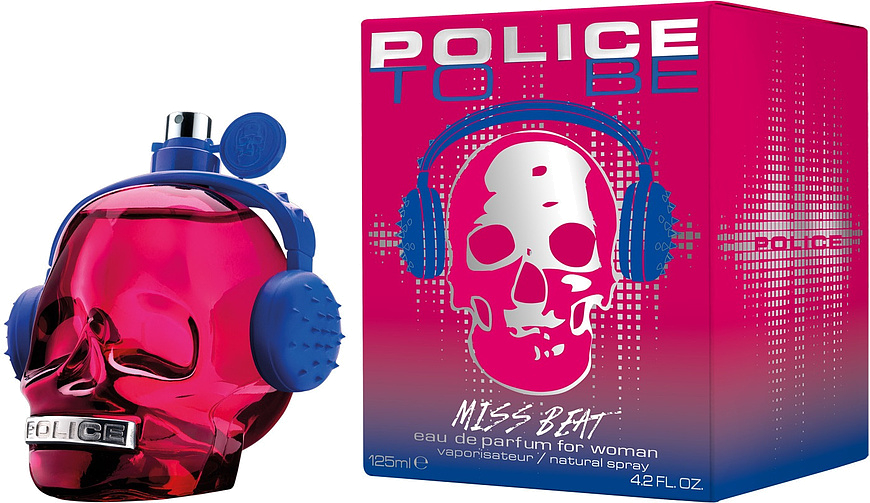 POLICE
TO BE
MISS BEAT
eau de parfum for woman
vaporisateur / natural spray
125ml ℮
4.2 FL. OZ.
POLICE
POLICE